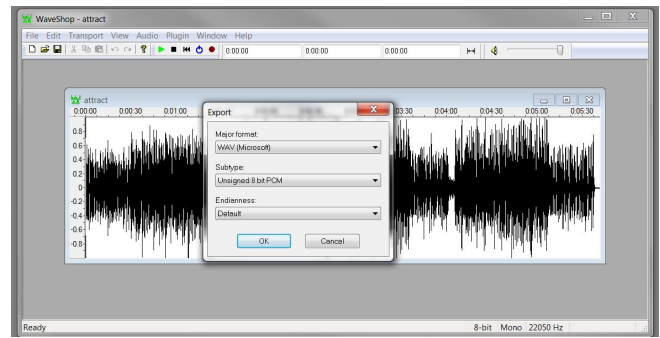 WaveShop - attract
File Edit Transport View Audio Plugin Window Help
0:00:00 0:00:00 0:00:00
attract
0:00:00 0:00:30 0:01:00 0:03:30 0:04:00 0:04:30 0:05:00 0:05:30
Export
Major format:
WAV (Microsoft)
Subtype:
Unsigned 8 bit PCM
Endianness:
Default
OK Cancel
0.8
0.6
0.4
0.2
0
-0.2
-0.4
-0.6
-0.8
Ready 8-bit Mono 22050 Hz